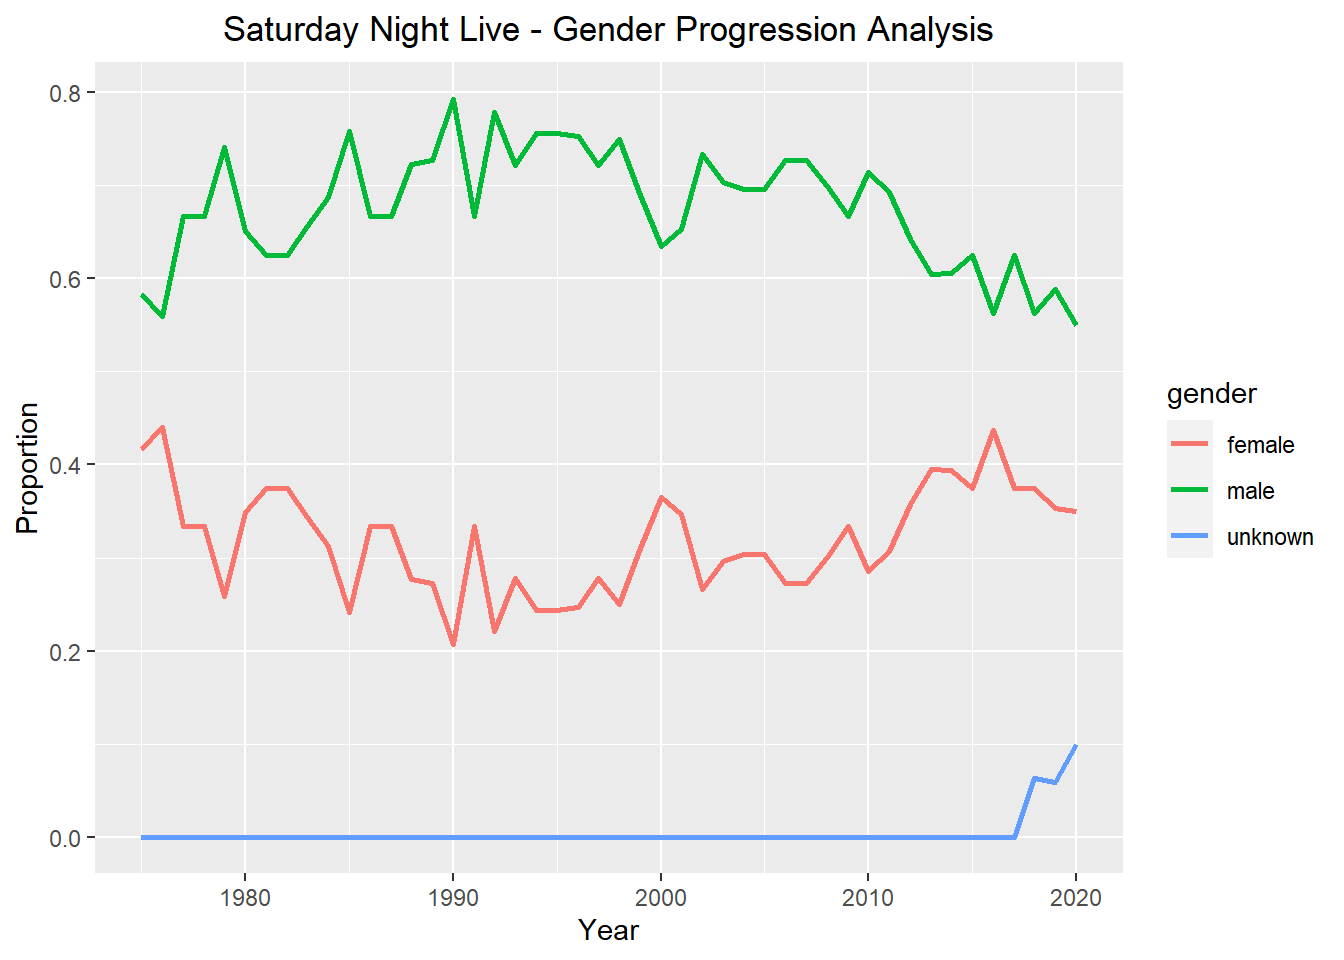 Saturday Night Live - Gender Progression Analysis
0.8
0.6
0.4
0.2
0.0
Proportion
1980 1990 2000 2010 2020
Year
gender
female
male
unknown